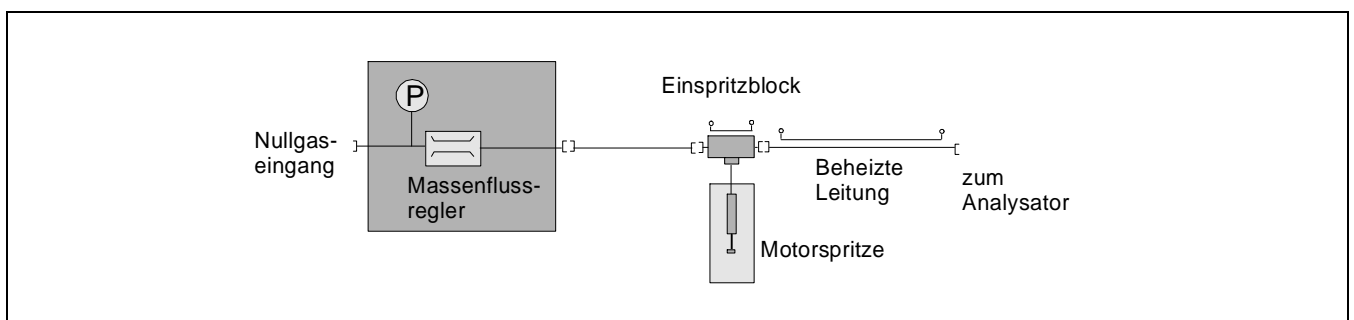 Einspritzblock
P
Nullgas-
eingang
Massenfluss-
regler
Beheizte
Leitung
zum
Analysator
Motorspritze